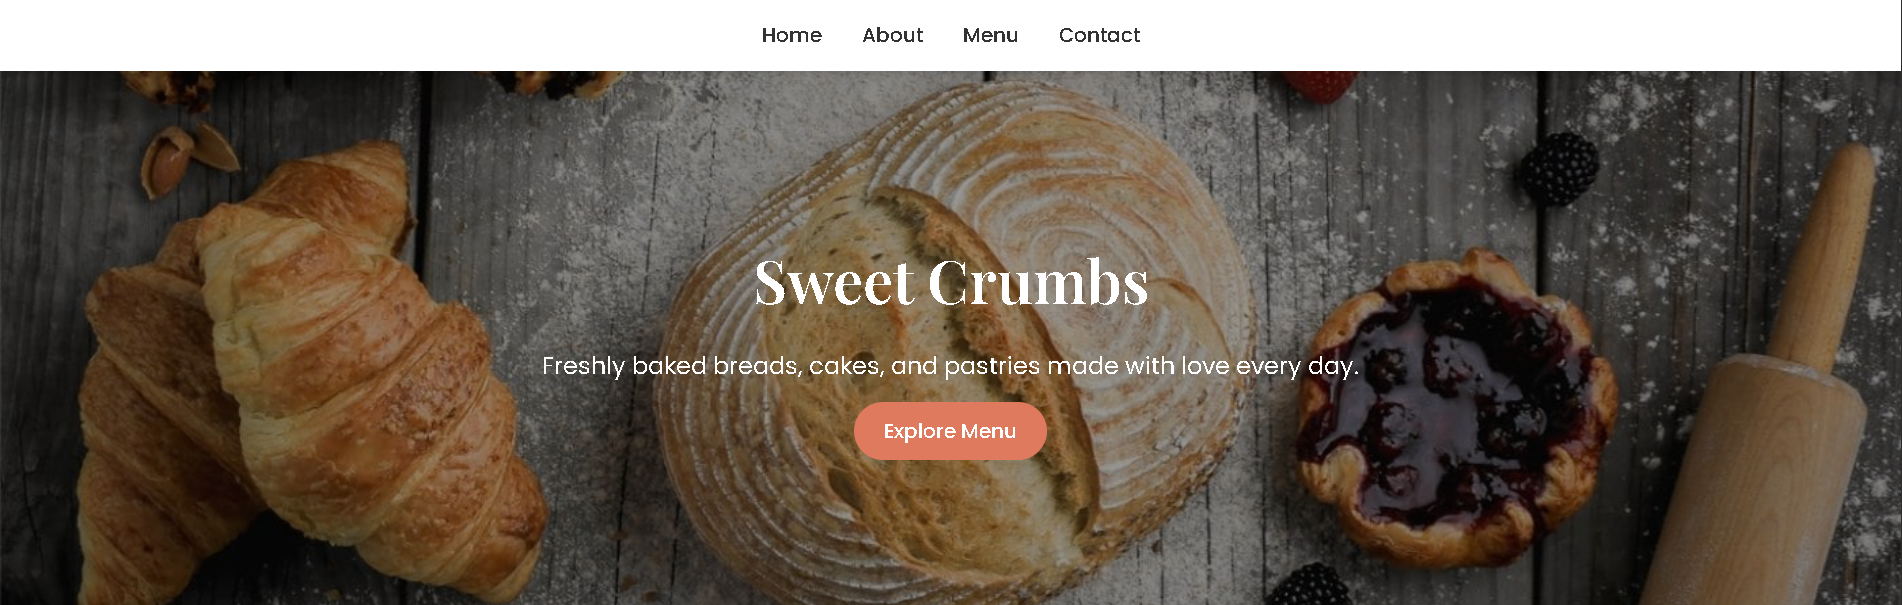 Home About Menu Contact
Sweet Crumbs
Freshly baked breads, cakes, and pastries made with love every day.
Explore Menu